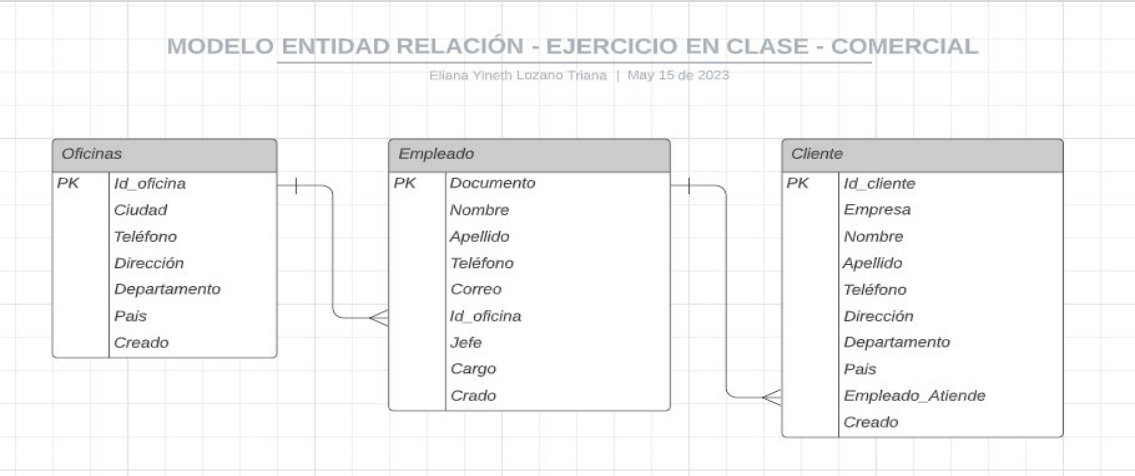 MODELO ENTIDAD RELACIÓN - EJERCICIO EN CLASE - COMERCIAL
Eliana Yineth Lozano Triana | May 15 de 2023
Oficinas
PK Id_oficina
Ciudad
Teléfono
Dirección
Departamento
Pais
Creado
Empleado
PK Documento
Nombre
Apellido
Teléfono
Correo
Id_oficina
Jefe
Cargo
Crado
Cliente
PK Id_cliente
Empresa
Nombre
Apellido
Teléfono
Dirección
Departamento
Pais
Empleado_Atiende
Creado